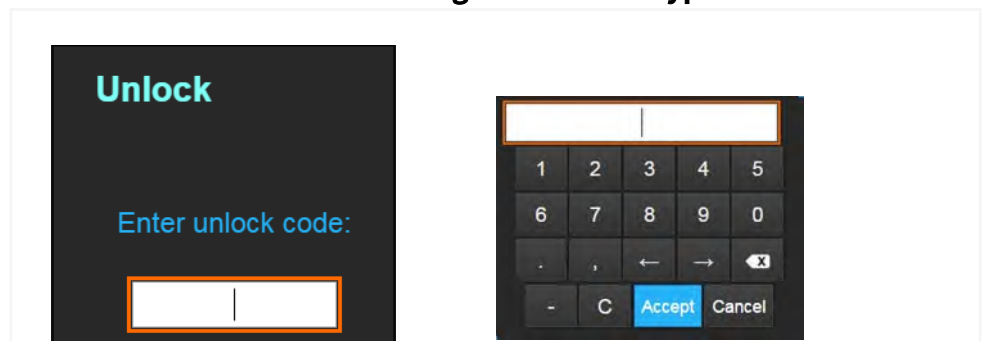 Unlock
Enter unlock code:
1 2 3 4 5
6 7 8 9 0
. , ← →
- C Accept Cancel